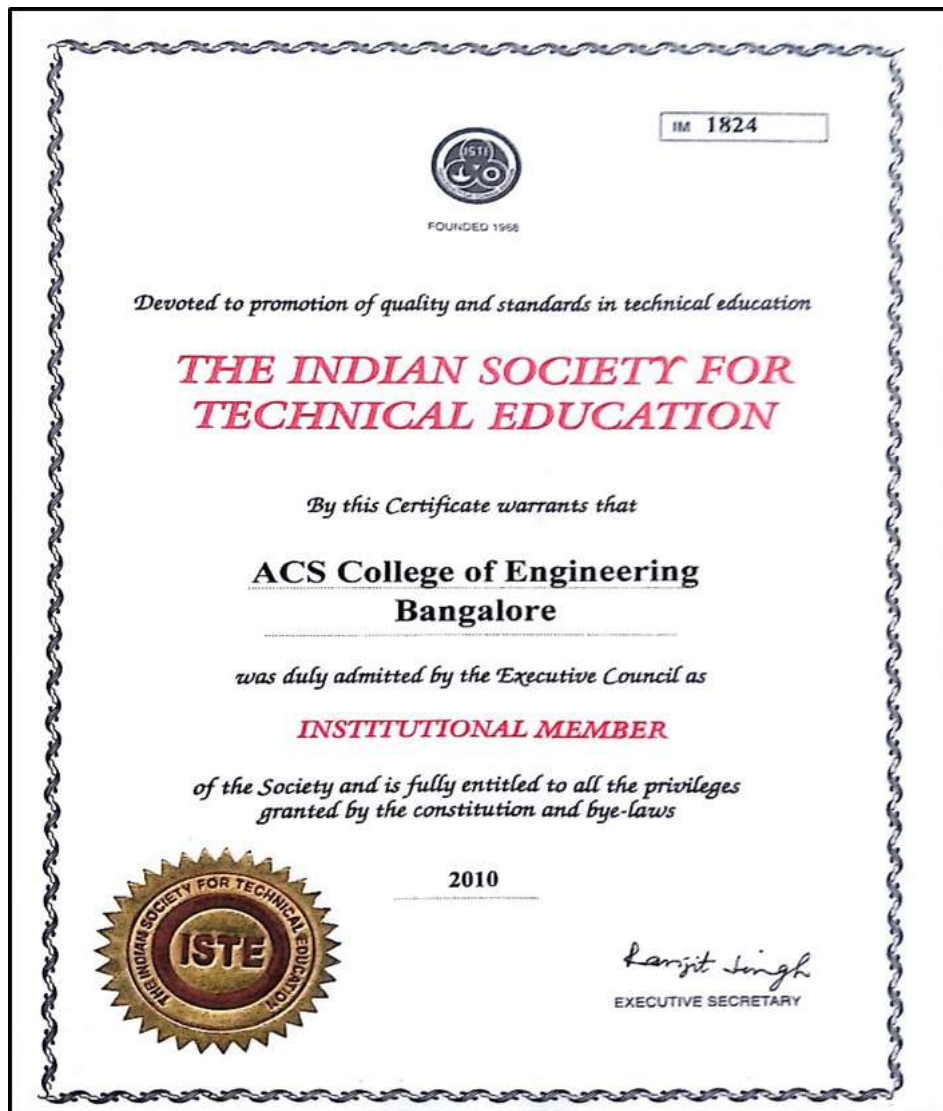 IM 1824
ISTE
FOUNDED 1968
Devoted to promotion of quality and standards in technical education
THE INDIAN SOCIETY FOR
TECHNICAL EDUCATION
By this Certificate warrants that
ACS College of Engineering
Bangalore
was duly admitted by the Executive Council as
INSTITUTIONAL MEMBER
of the Society and is fully entitled to all the privileges
granted by the constitution and bye-laws
2010
THE INDIAN SOCIETY FOR TECHNICAL EDUCATION
ISTE
Ranjit Singh
EXECUTIVE SECRETARY